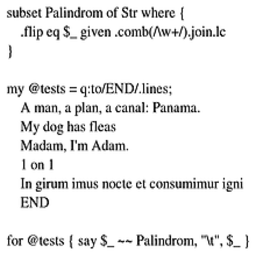 subset Palindrom of Str where {
.flip eq $_ given .comb(/\w+/).join.lc
}
my @tests = q:to/END/.lines;
A man, a plan, a canal: Panama.
My dog has fleas
Madam, I'm Adam.
1 on 1
In girum imus nocte et consumimur igni
END
for @tests { say $_ ~~ Palindrom, "\t", $_ }